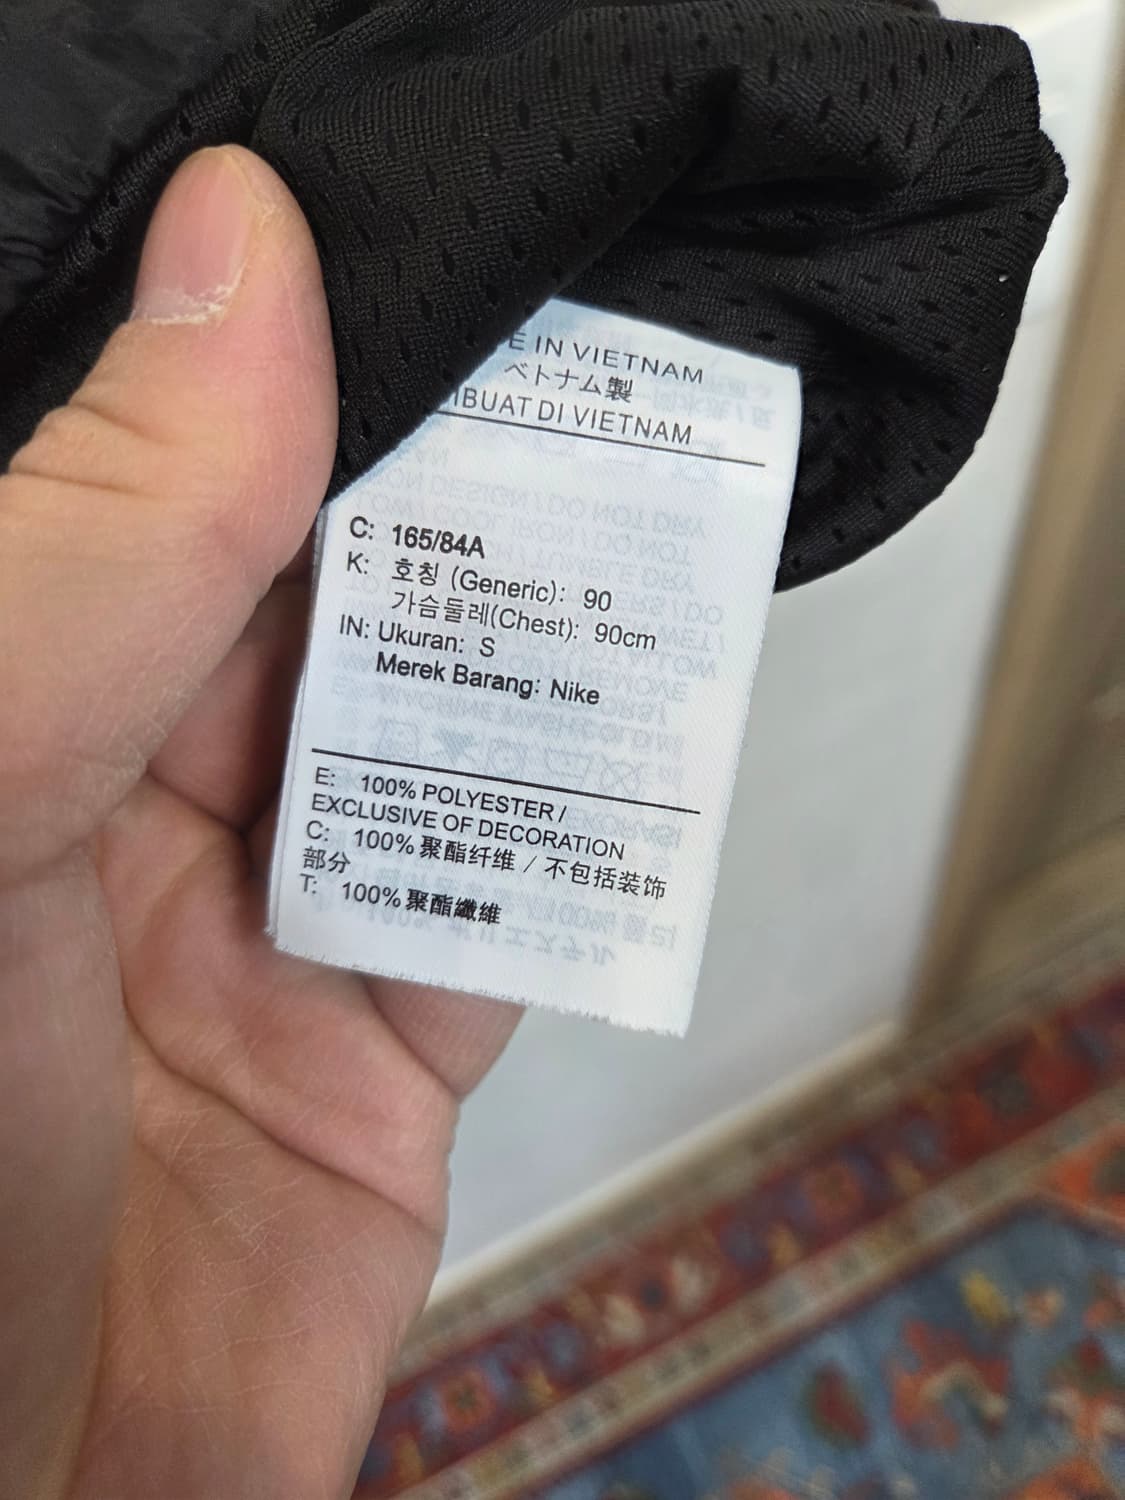 E IN VIETNAM
ベトナム製
IBUAT DI VIETNAM
C: 165/84A
K: 호칭 (Generic): 90
가슴둘레(Chest): 90cm
IN: Ukuran: S
Merek Barang: Nike
E: 100% POLYESTER /
EXCLUSIVE OF DECORATION
C: 100% 聚酯纤维 / 不包括装饰
部分
T: 100% 聚酯纖維